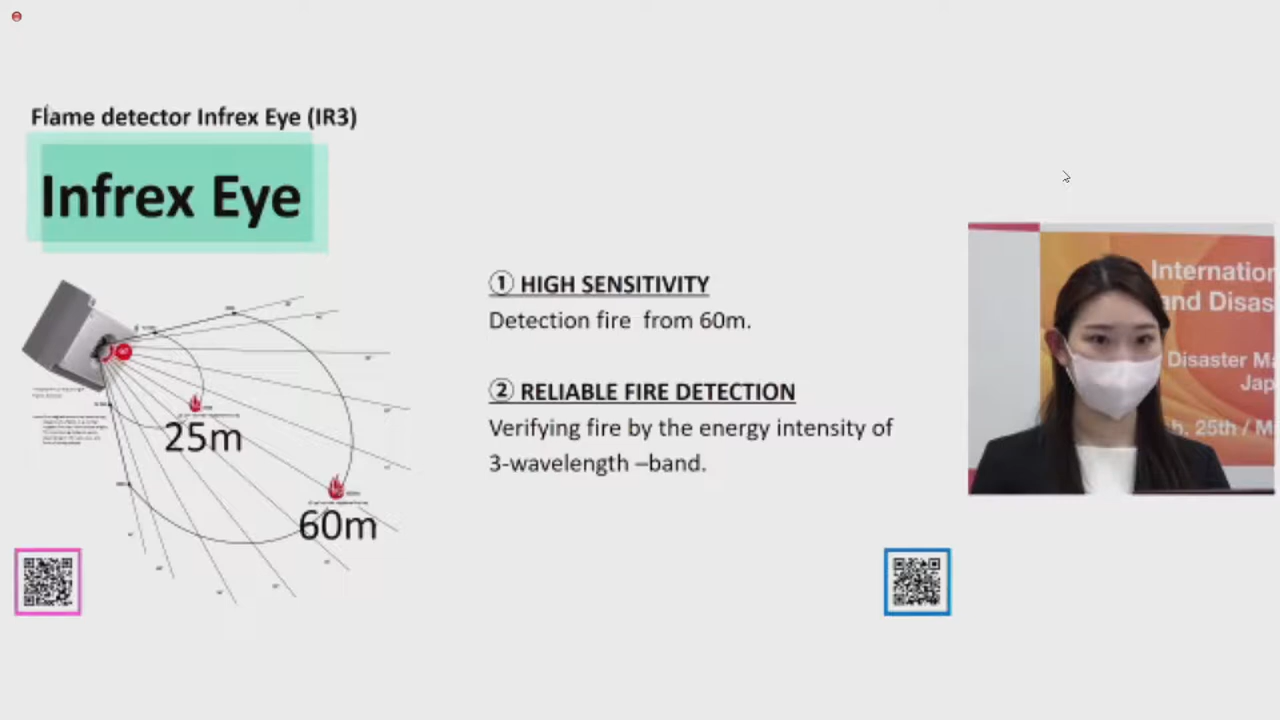 Flame detector Infrex Eye (IR3)
Infrex Eye
① HIGH SENSITIVITY
Detection fire from 60m.
② RELIABLE FIRE DETECTION
Verifying fire by the energy intensity of
3-wavelength –band.
25m
60m
Internation
and Disas
Disaster Ma
Jap
h, 25th / M